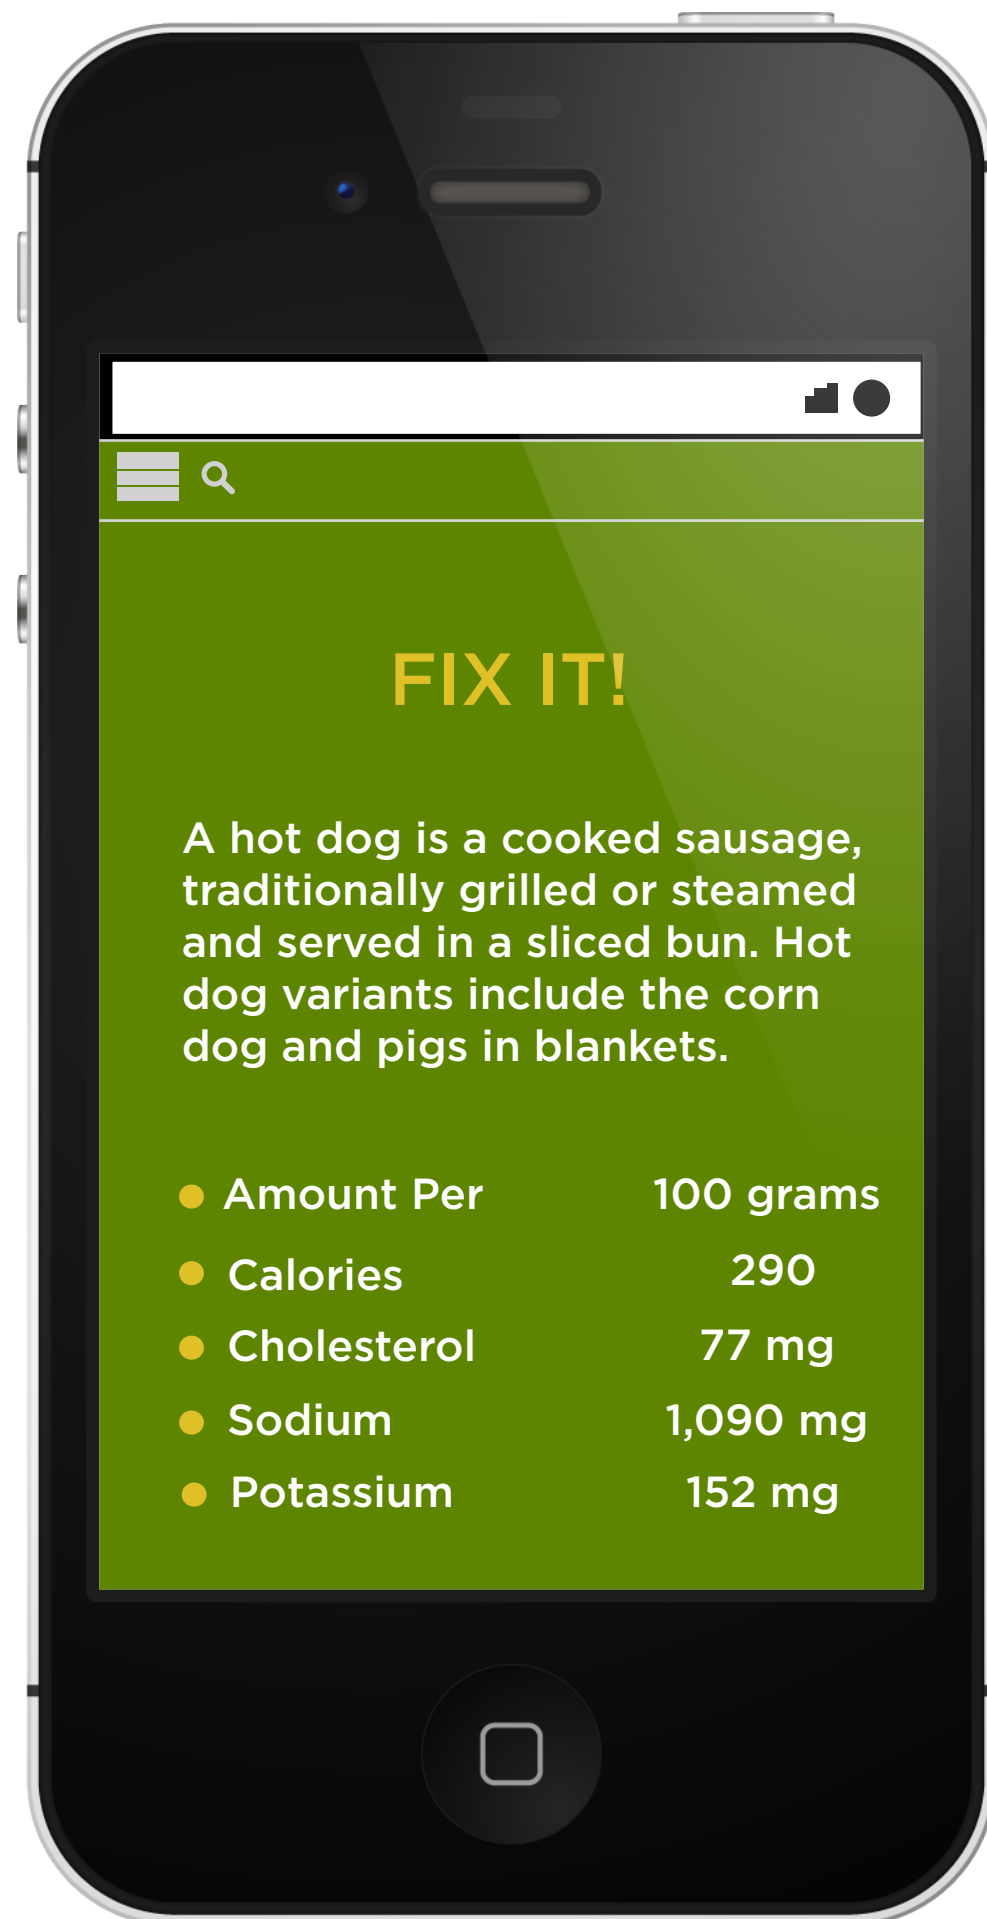 FIX IT!
A hot dog is a cooked sausage,
traditionally grilled or steamed
and served in a sliced bun. Hot
dog variants include the corn
dog and pigs in blankets.
Amount Per 100 grams
Calories 290
Cholesterol 77 mg
Sodium 1,090 mg
Potassium 152 mg